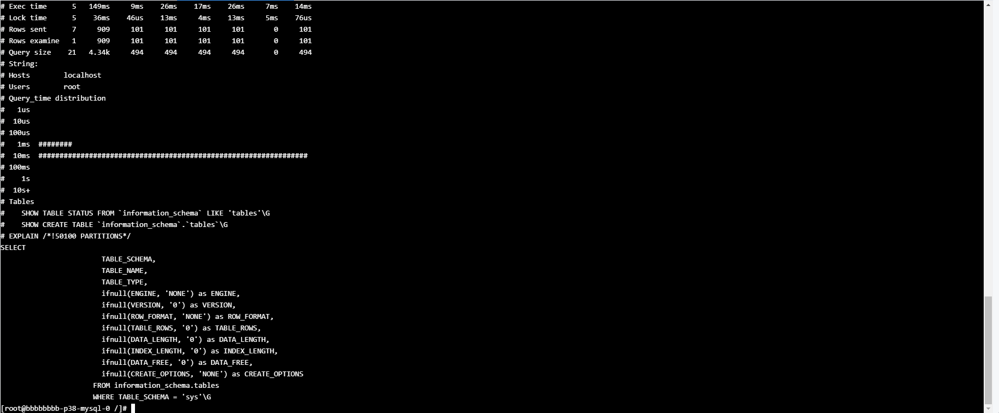 # Exec time      5   149ms     9ms    26ms    17ms    26ms     7ms    14ms
# Lock time      5    36ms    46us    13ms     4ms    13ms     5ms    76us
# Rows sent      7     909     101     101     101     101       0     101
# Rows examine   1     909     101     101     101     101       0     101
# Query size    21   4.34k     494     494     494     494       0     494
# String:
# Hosts        localhost
# Users        root
# Query_time distribution
#   1us
#  10us
# 100us
#   1ms  ########
#  10ms  ################################################################
# 100ms
#    1s
#  10s+
# Tables
#    SHOW TABLE STATUS FROM `information_schema` LIKE 'tables'\G
#    SHOW CREATE TABLE `information_schema`.`tables`\G
# EXPLAIN /*!50100 PARTITIONS*/
SELECT
                        TABLE_SCHEMA,
                        TABLE_NAME,
                        TABLE_TYPE,
                        ifnull(ENGINE, 'NONE') as ENGINE,
                        ifnull(VERSION, '0') as VERSION,
                        ifnull(ROW_FORMAT, 'NONE') as ROW_FORMAT,
                        ifnull(TABLE_ROWS, '0') as TABLE_ROWS,
                        ifnull(DATA_LENGTH, '0') as DATA_LENGTH,
                        ifnull(INDEX_LENGTH, '0') as INDEX_LENGTH,
                        ifnull(DATA_FREE, '0') as DATA_FREE,
                        ifnull(CREATE_OPTIONS, 'NONE') as CREATE_OPTIONS
                      FROM information_schema.tables
                      WHERE TABLE_SCHEMA = 'sys'\G
[root@bbbbbbbb-p38-mysql-0 /]#